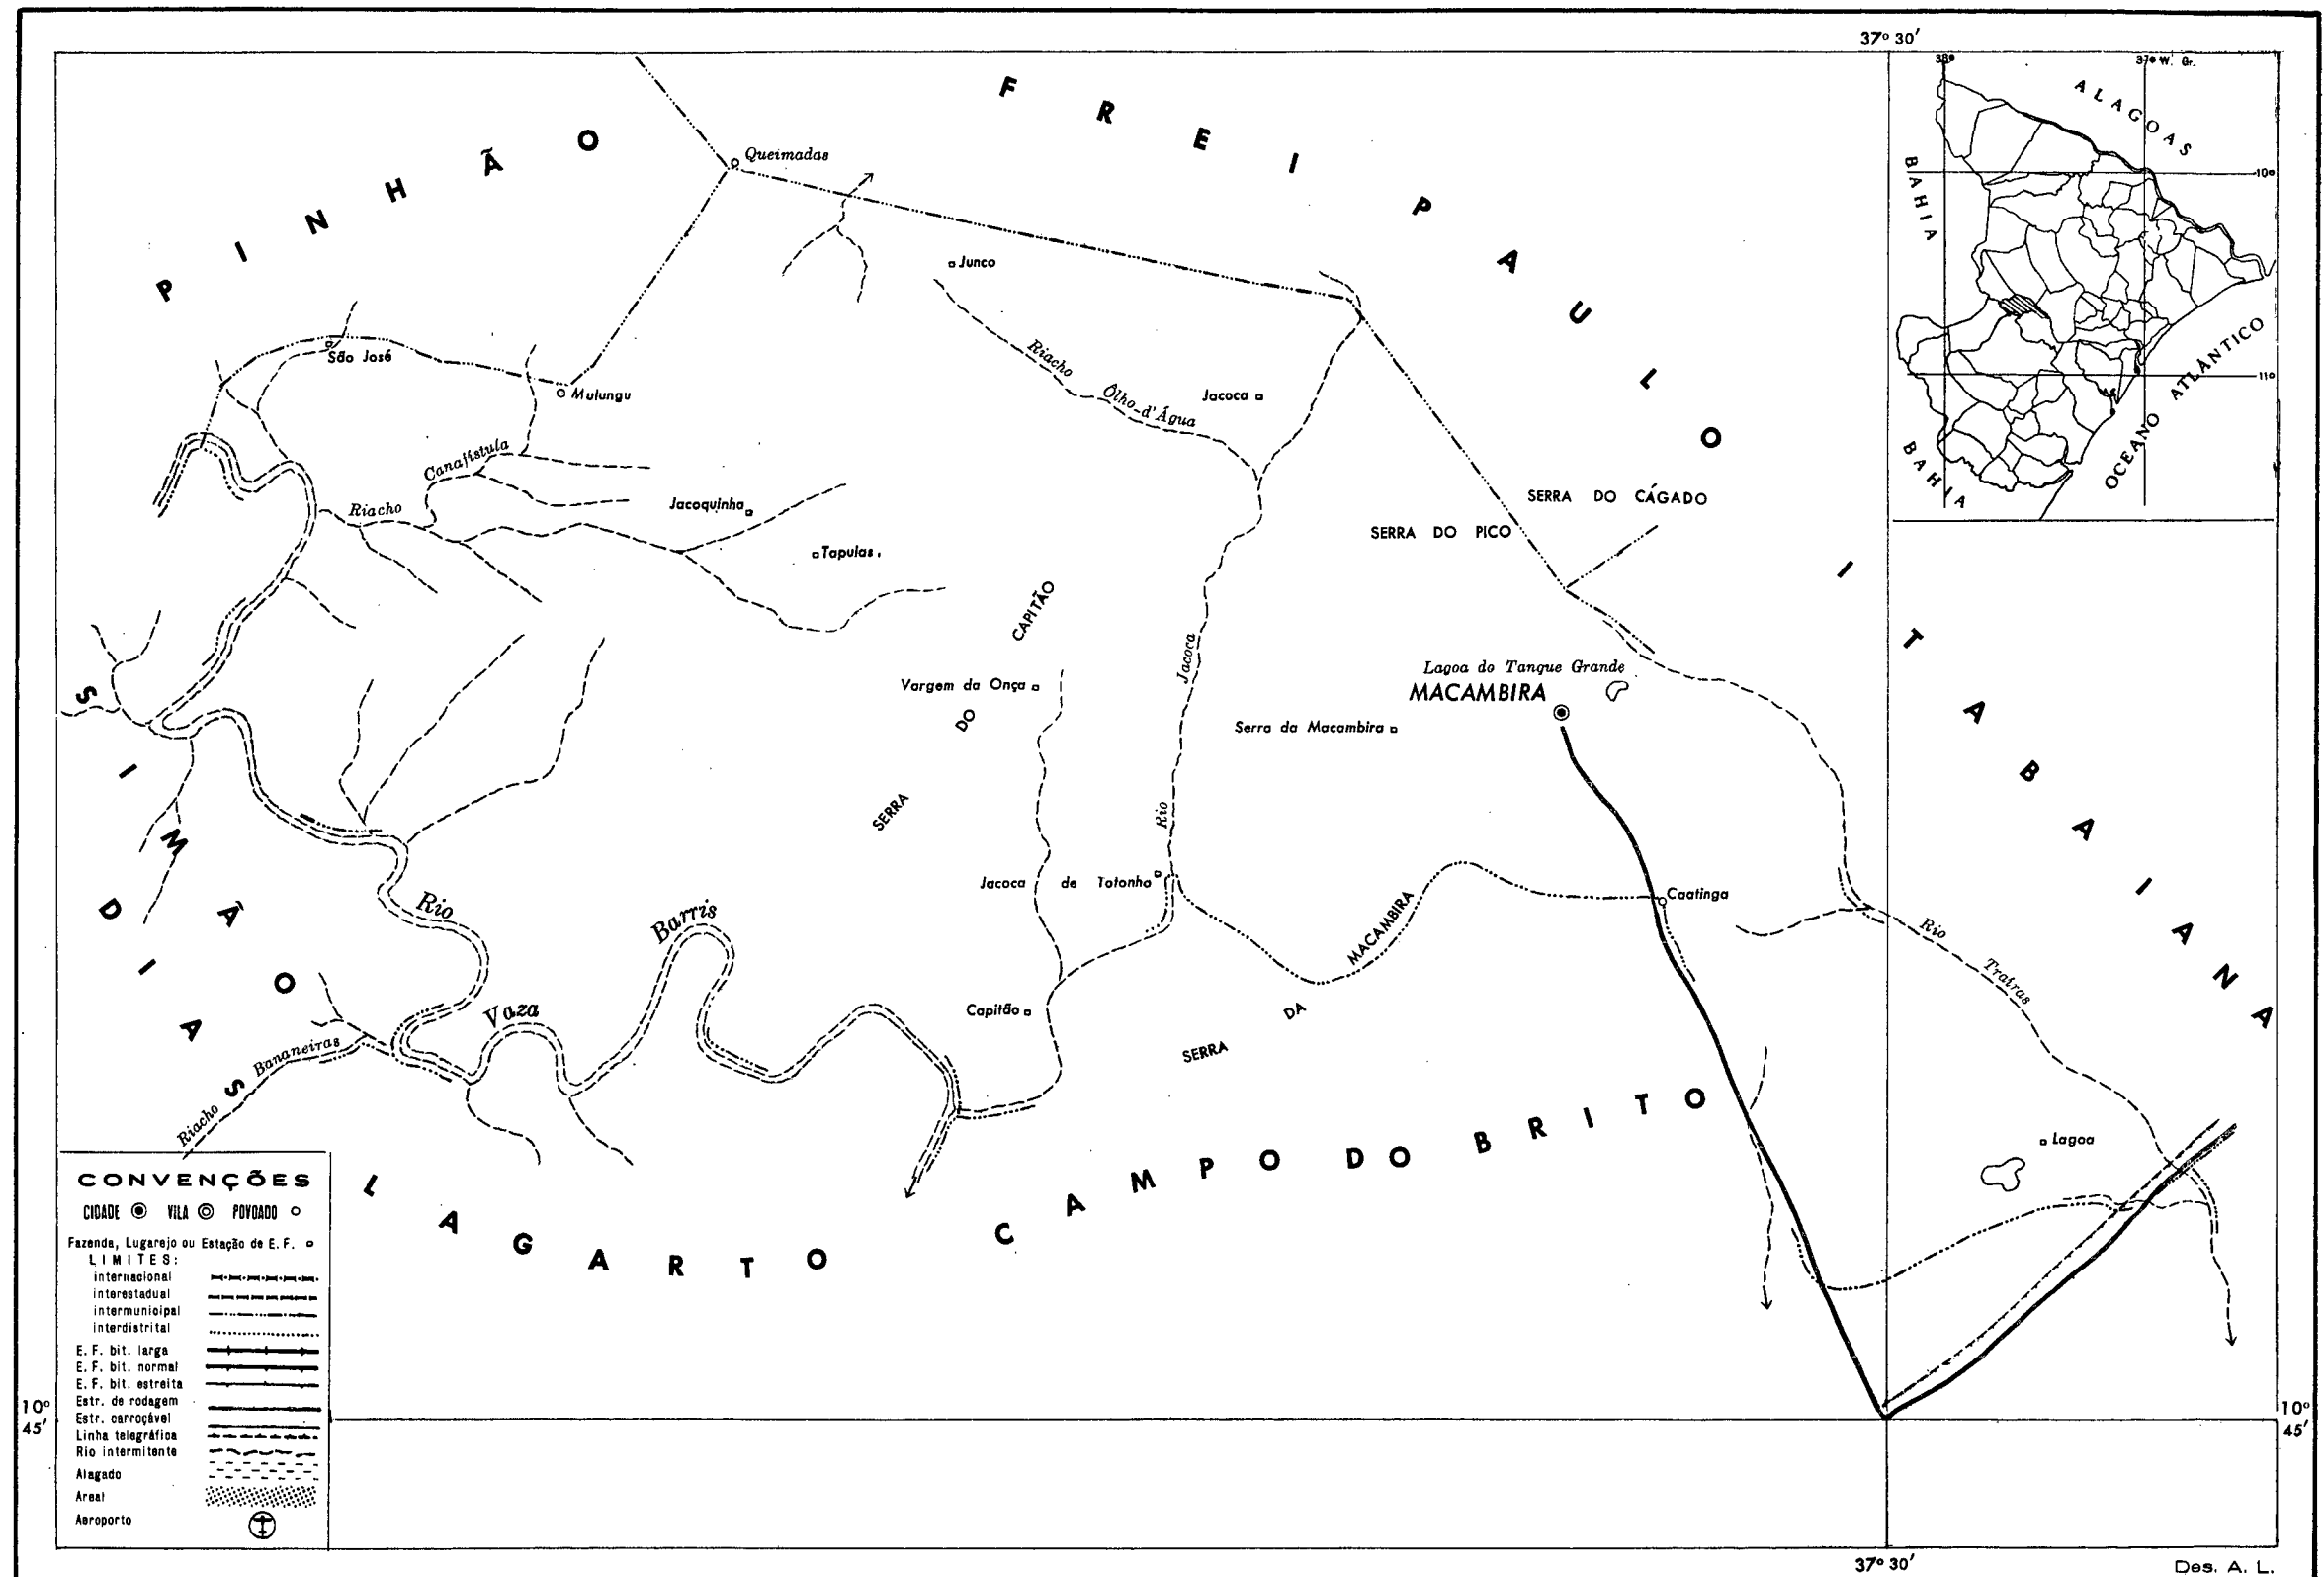 37° 30′
38°
37° W. Gr.
ALAGOAS
BAHIA
10°
11°
BAHIA
OCEANO ATLÂNTICO
FREI PAULO
PINHÃO
Queimadas
Junco
São José
Mulungu
Riacho Ôlho-d'Água
Jacoca
Riacho Canafístula
Jacoquinha
Tapulas
SERRA DO CÁGADO
SERRA DO PICO
ITABAIANA
SERRA DO CAPITÃO
Rio Jacoca
Lagoa do Tanque Grande
MACAMBIRA
Vargem da Onça
Serra da Macambira
SIMÃO DIAS
Jacoca de Totonho
Caatinga
Rio Vaza Barris
SERRA DA MACAMBIRA
Rio Traíras
Capitão
Riacho Bananeiras
Lagoa
CAMPO DO BRITO
LAGARTO
CONVENÇÕES
CIDADE VILA POVOADO
Fazenda, Lugarejo ou Estação de E. F.
LIMITES:
internacional
interestadual
intermunicipal
interdistrital
E. F. bit. larga
E. F. bit. normal
E. F. bit. estreita
Estr. de rodagem
Estr. carroçável
Linha telegráfica
Rio intermitente
Alagado
Areal
Aeroporto
10° 45′
10° 45′
37° 30′
Des. A. L.